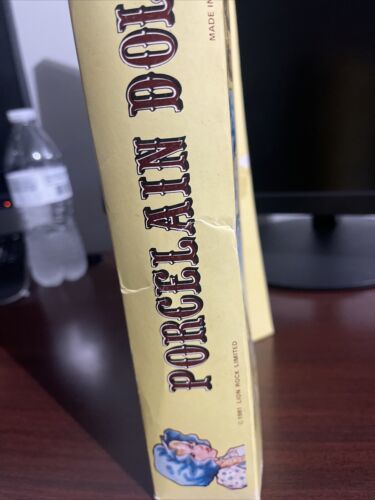 PORCELAIN DOL
MADE IN
©1981 LION ROCK LIMITED